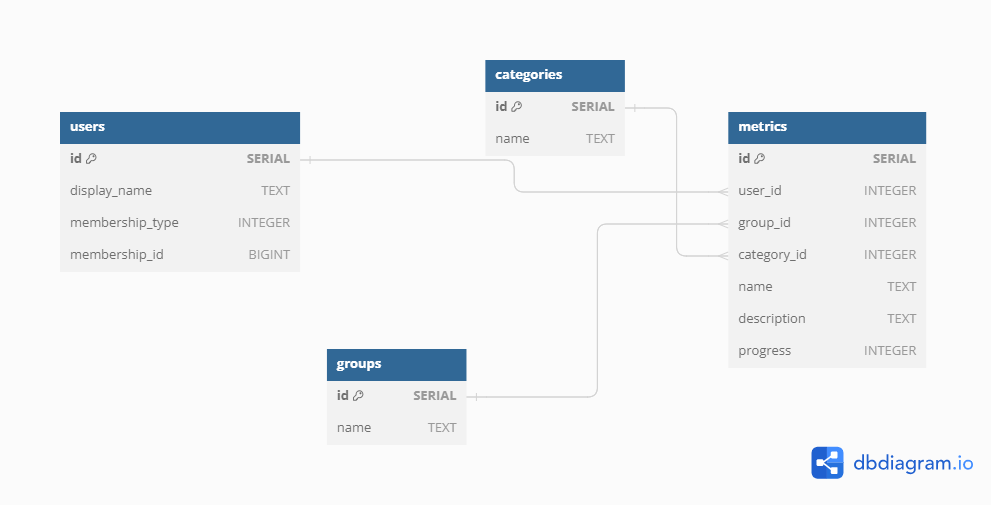 users
id SERIAL
display_name TEXT
membership_type INTEGER
membership_id BIGINT
categories
id SERIAL
name TEXT
metrics
id SERIAL
user_id INTEGER
group_id INTEGER
category_id INTEGER
name TEXT
description TEXT
progress INTEGER
groups
id SERIAL
name TEXT
dbdiagram.io